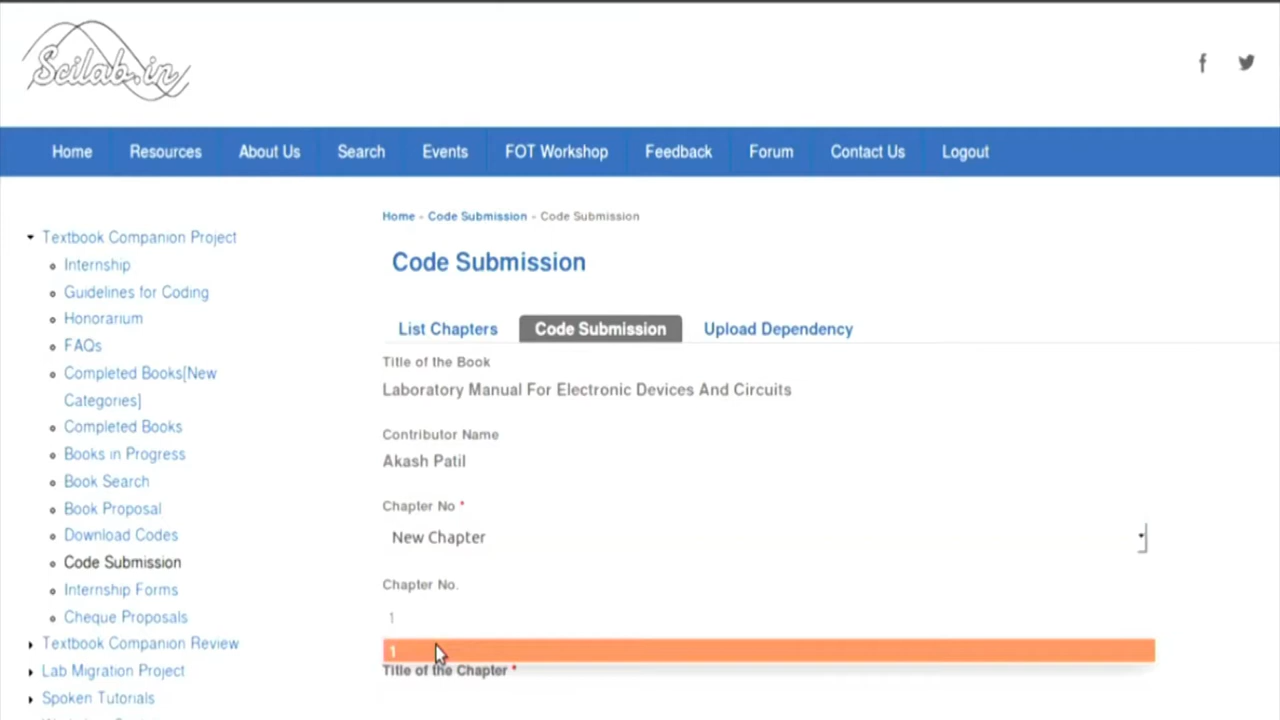 Scilab.in
Home Resources About Us Search Events FOT Workshop Feedback Forum Contact Us Logout
Textbook Companion Project
Internship
Guidelines for Coding
Honorarium
FAQs
Completed Books[New
Categories]
Completed Books
Books in Progress
Book Search
Book Proposal
Download Codes
Code Submission
Internship Forms
Cheque Proposals
Textbook Companion Review
Lab Migration Project
Spoken Tutorials
Home - Code Submission - Code Submission
Code Submission
List Chapters Code Submission Upload Dependency
Title of the Book
Laboratory Manual For Electronic Devices And Circuits
Contributor Name
Akash Patil
Chapter No *
New Chapter
Chapter No.
1
1
Title of the Chapter *